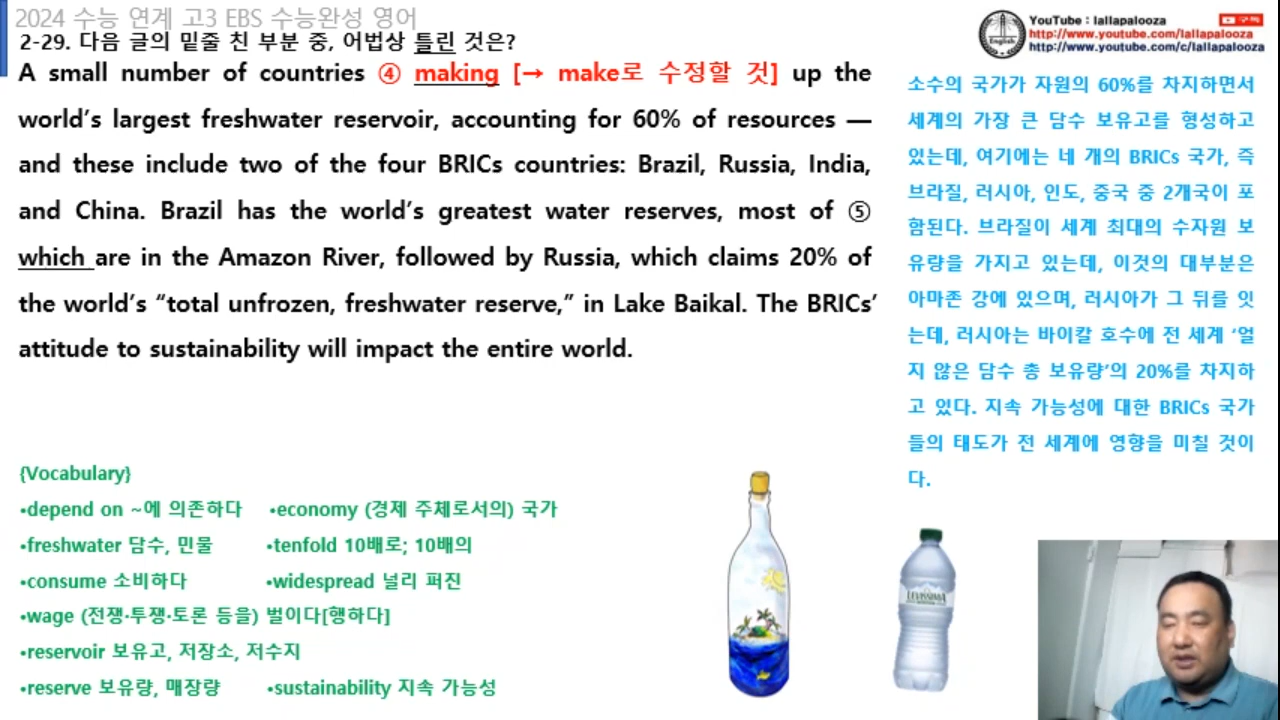 2024 수능 연계 고3 EBS 수능완성 영어
2-29. 다음 글의 밑줄 친 부분 중, 어법상 틀린 것은?
A small number of countries ④ making [→ make로 수정할 것] up the
world’s largest freshwater reservoir, accounting for 60% of resources —
and these include two of the four BRICs countries: Brazil, Russia, India,
and China. Brazil has the world’s greatest water reserves, most of ⑤
which are in the Amazon River, followed by Russia, which claims 20% of
the world’s “total unfrozen, freshwater reserve,” in Lake Baikal. The BRICs’
attitude to sustainability will impact the entire world.
YouTube : lallapalooza
구독
http://www.youtube.com/lallapalooza
http://www.youtube.com/c/lallapalooza
English
소수의 국가가 자원의 60%를 차지하면서
세계의 가장 큰 담수 보유고를 형성하고
있는데, 여기에는 네 개의 BRICs 국가, 즉
브라질, 러시아, 인도, 중국 중 2개국이 포
함된다. 브라질이 세계 최대의 수자원 보
유량을 가지고 있는데, 이것의 대부분은
아마존 강에 있으며, 러시아가 그 뒤를 잇
는데, 러시아는 바이칼 호수에 전 세계 ‘얼
지 않은 담수 총 보유량’의 20%를 차지하
고 있다. 지속 가능성에 대한 BRICs 국가
들의 태도가 전 세계에 영향을 미칠 것이
다.
{Vocabulary}
•depend on ~에 의존하다 •economy (경제 주체로서의) 국가
•freshwater 담수, 민물 •tenfold 10배로; 10배의
•consume 소비하다 •widespread 널리 퍼진
•wage (전쟁·투쟁·토론 등을) 벌이다[행하다]
•reservoir 보유고, 저장소, 저수지
•reserve 보유량, 매장량 •sustainability 지속 가능성
LEVISSIMA